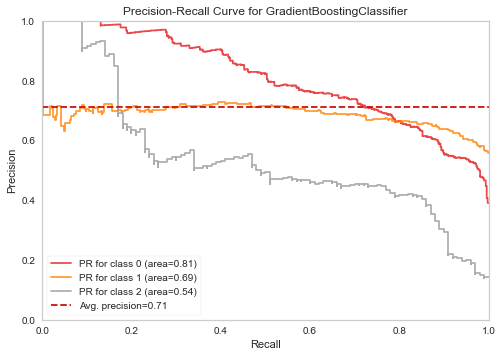 Precision-Recall Curve for GradientBoostingClassifier
1.0
0.8
0.6
0.4
0.2
0.0
Precision
PR for class 0 (area=0.81)
PR for class 1 (area=0.69)
PR for class 2 (area=0.54)
Avg. precision=0.71
0.0 0.2 0.4 0.6 0.8 1.0
Recall